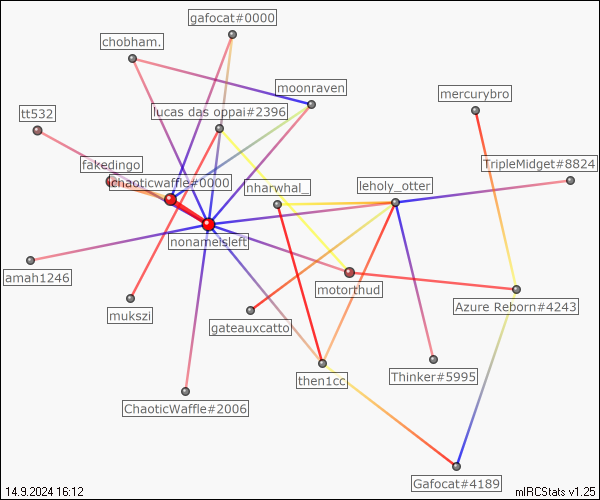 gafocat#0000
chobham.
moonraven
mercurybro
lucas das oppai#2396
tt532
fakedingo
TripleMidget#8824
chaoticwaffle#0000
nharwhal_
leholy_otter
nonameisleft
amah1246
motorthud
Azure Reborn#4243
mukszi
gateauxcatto
then1cc
Thinker#5995
ChaoticWaffle#2006
Gafocat#4189
14.9.2024 16:12
mIRCStats v1.25